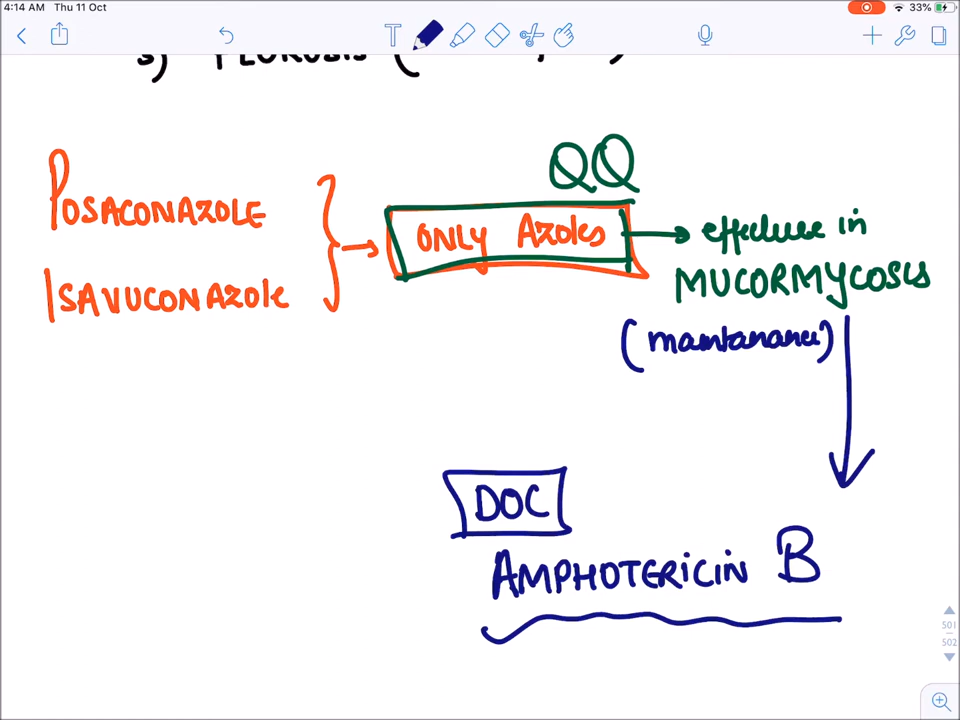 4:14 AM Thu 11 Oct
33%
T
3)
QQ
POSACONAZOLE
ONLY Azoles
effective in
ISAVUCONAZole
MUCORMYCOSIS
(maintanance)
DOC
AMPHOTERICIN B
501
502